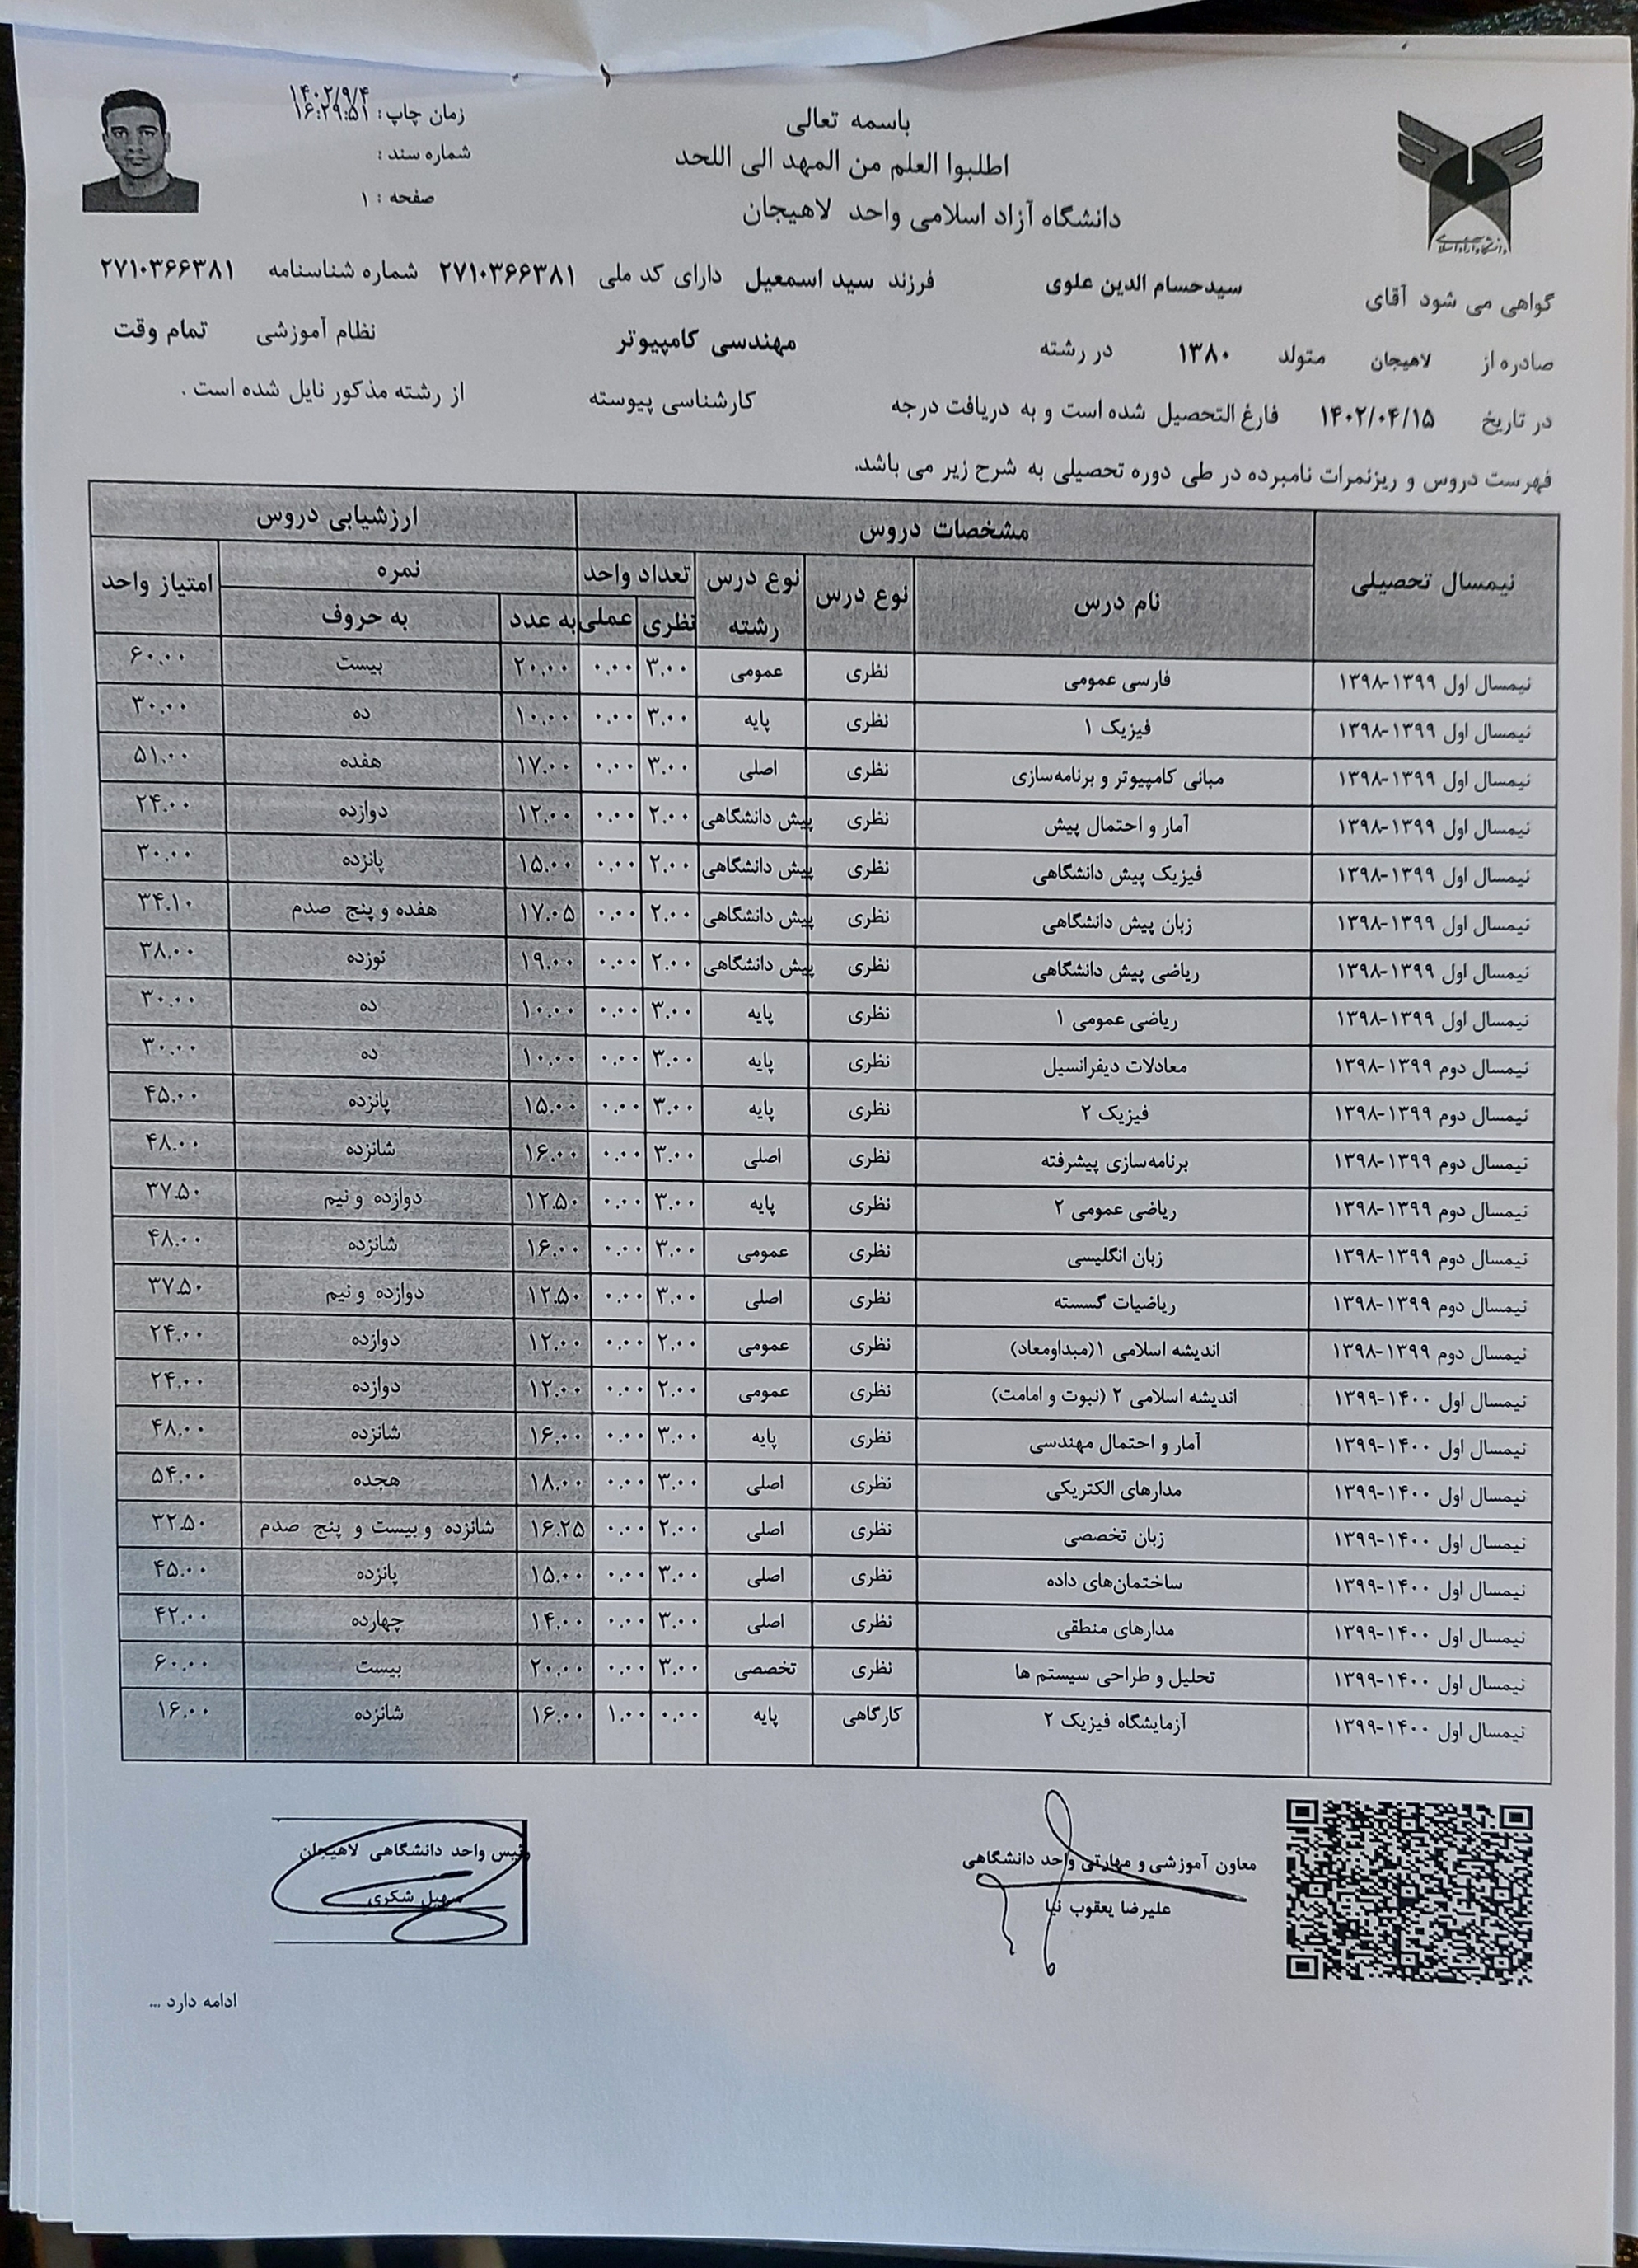 زمان چاپ: ۱۴۰۲/۹/۴
۱۶:۲۹:۵۱
شماره سند :
صفحه : ۱
باسمه تعالی
اطلبوا العلم من المهد الی اللحد
دانشگاه آزاد اسلامی واحد لاهیجان
دانشگاه آزاد اسلامی
گواهی می شود آقای سیدحسام الدین علوی فرزند سید اسمعیل دارای کد ملی ۲۷۱۰۳۶۶۳۸۱ شماره شناسنامه ۲۷۱۰۳۶۶۳۸۱
صادره از لاهیجان متولد ۱۳۸۰ در رشته مهندسی کامپیوتر نظام آموزشی تمام وقت
در تاریخ ۱۴۰۲/۰۴/۱۵ فارغ التحصیل شده است و به دریافت درجه کارشناسی پیوسته از رشته مذکور نایل شده است .
فهرست دروس و ریزنمرات نامبرده در طی دوره تحصیلی به شرح زیر می باشد.
نیمسال تحصیلی مشخصات دروس ارزشیابی دروس
نام درس نوع درس نوع درس رشته تعداد واحد نمره امتیاز واحد
نظری عملی به عدد به حروف
نیمسال اول ۱۳۹۹-۱۳۹۸ فارسی عمومی نظری عمومی ۳.۰۰ ۰.۰۰ ۲۰.۰۰ بیست ۶۰.۰۰
نیمسال اول ۱۳۹۹-۱۳۹۸ فیزیک ۱ نظری پایه ۳.۰۰ ۰.۰۰ ۱۰.۰۰ ده ۳۰.۰۰
نیمسال اول ۱۳۹۹-۱۳۹۸ مبانی کامپیوتر و برنامه‌سازی نظری اصلی ۳.۰۰ ۰.۰۰ ۱۷.۰۰ هفده ۵۱.۰۰
نیمسال اول ۱۳۹۹-۱۳۹۸ آمار و احتمال پیش نظری پیش دانشگاهی ۲.۰۰ ۰.۰۰ ۱۲.۰۰ دوازده ۲۴.۰۰
نیمسال اول ۱۳۹۹-۱۳۹۸ فیزیک پیش دانشگاهی نظری پیش دانشگاهی ۲.۰۰ ۰.۰۰ ۱۵.۰۰ پانزده ۳۰.۰۰
نیمسال اول ۱۳۹۹-۱۳۹۸ زبان پیش دانشگاهی نظری پیش دانشگاهی ۲.۰۰ ۰.۰۰ ۱۷.۰۵ هفده و پنج صدم ۳۴.۱۰
نیمسال اول ۱۳۹۹-۱۳۹۸ ریاضی پیش دانشگاهی نظری پیش دانشگاهی ۲.۰۰ ۰.۰۰ ۱۹.۰۰ نوزده ۳۸.۰۰
نیمسال اول ۱۳۹۹-۱۳۹۸ ریاضی عمومی ۱ نظری پایه ۳.۰۰ ۰.۰۰ ۱۰.۰۰ ده ۳۰.۰۰
نیمسال دوم ۱۳۹۹-۱۳۹۸ معادلات دیفرانسیل نظری پایه ۳.۰۰ ۰.۰۰ ۱۰.۰۰ ده ۳۰.۰۰
نیمسال دوم ۱۳۹۹-۱۳۹۸ فیزیک ۲ نظری پایه ۳.۰۰ ۰.۰۰ ۱۵.۰۰ پانزده ۴۵.۰۰
نیمسال دوم ۱۳۹۹-۱۳۹۸ برنامه‌سازی پیشرفته نظری اصلی ۳.۰۰ ۰.۰۰ ۱۶.۰۰ شانزده ۴۸.۰۰
نیمسال دوم ۱۳۹۹-۱۳۹۸ ریاضی عمومی ۲ نظری پایه ۳.۰۰ ۰.۰۰ ۱۲.۵۰ دوازده و نیم ۳۷.۵۰
نیمسال دوم ۱۳۹۹-۱۳۹۸ زبان انگلیسی نظری عمومی ۳.۰۰ ۰.۰۰ ۱۶.۰۰ شانزده ۴۸.۰۰
نیمسال دوم ۱۳۹۹-۱۳۹۸ ریاضیات گسسته نظری اصلی ۳.۰۰ ۰.۰۰ ۱۲.۵۰ دوازده و نیم ۳۷.۵۰
نیمسال دوم ۱۳۹۹-۱۳۹۸ اندیشه اسلامی ۱(مبداومعاد) نظری عمومی ۲.۰۰ ۰.۰۰ ۱۲.۰۰ دوازده ۲۴.۰۰
نیمسال اول ۱۴۰۰-۱۳۹۹ اندیشه اسلامی ۲ (نبوت و امامت) نظری عمومی ۲.۰۰ ۰.۰۰ ۱۲.۰۰ دوازده ۲۴.۰۰
نیمسال اول ۱۴۰۰-۱۳۹۹ آمار و احتمال مهندسی نظری پایه ۳.۰۰ ۰.۰۰ ۱۶.۰۰ شانزده ۴۸.۰۰
نیمسال اول ۱۴۰۰-۱۳۹۹ مدارهای الکتریکی نظری اصلی ۳.۰۰ ۰.۰۰ ۱۸.۰۰ هجده ۵۴.۰۰
نیمسال اول ۱۴۰۰-۱۳۹۹ زبان تخصصی نظری اصلی ۲.۰۰ ۰.۰۰ ۱۶.۲۵ شانزده و بیست و پنج صدم ۳۲.۵۰
نیمسال اول ۱۴۰۰-۱۳۹۹ ساختمان‌های داده نظری اصلی ۳.۰۰ ۰.۰۰ ۱۵.۰۰ پانزده ۴۵.۰۰
نیمسال اول ۱۴۰۰-۱۳۹۹ مدارهای منطقی نظری اصلی ۳.۰۰ ۰.۰۰ ۱۴.۰۰ چهارده ۴۲.۰۰
نیمسال اول ۱۴۰۰-۱۳۹۹ تحلیل و طراحی سیستم ها نظری تخصصی ۳.۰۰ ۰.۰۰ ۲۰.۰۰ بیست ۶۰.۰۰
نیمسال اول ۱۴۰۰-۱۳۹۹ آزمایشگاه فیزیک ۲ کارگاهی پایه ۰.۰۰ ۱.۰۰ ۱۶.۰۰ شانزده ۱۶.۰۰
معاون آموزشی و مهارتی واحد دانشگاهی
علیرضا یعقوب نیا
رئیس واحد دانشگاهی لاهیجان
سهیل شکری
ادامه دارد ...